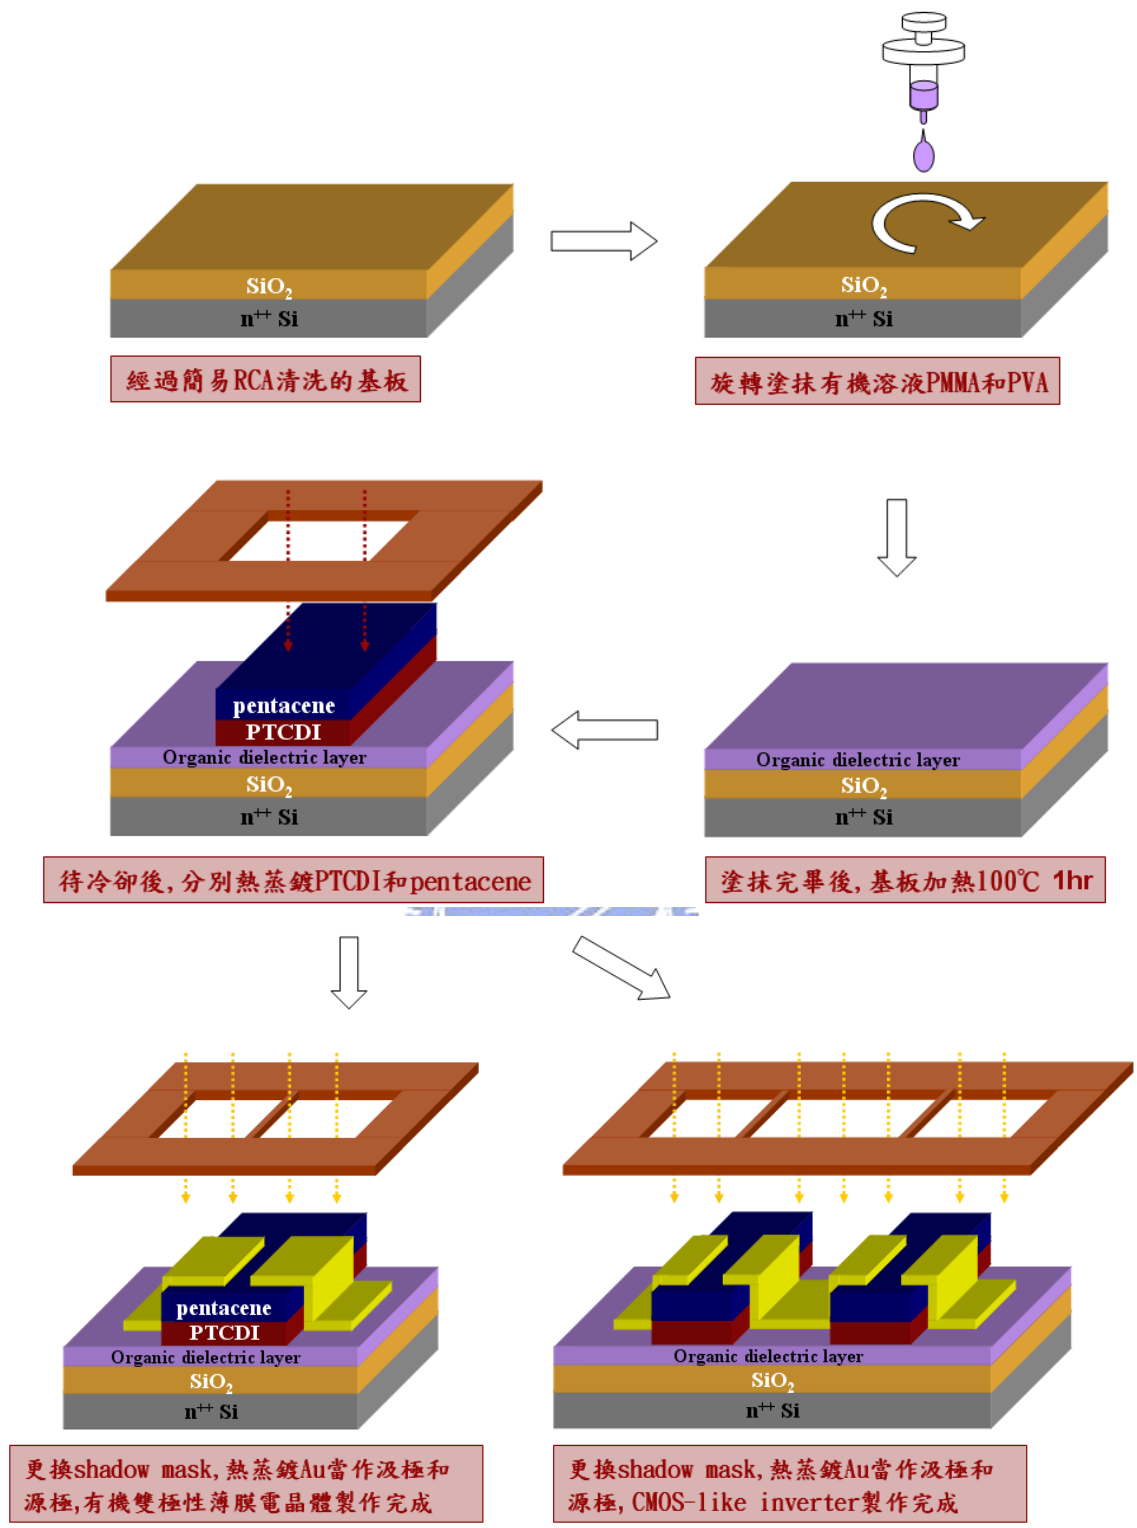 SiO₂
n⁺⁺ Si
經過簡易RCA清洗的基板
SiO₂
n⁺⁺ Si
旋轉塗抹有機溶液PMMA和PVA
Organic dielectric layer
SiO₂
n⁺⁺ Si
塗抹完畢後,基板加熱100℃ 1hr
pentacene
PTCDI
Organic dielectric layer
SiO₂
n⁺⁺ Si
待冷卻後,分別熱蒸鍍PTCDI和pentacene
pentacene
PTCDI
Organic dielectric layer
SiO₂
n⁺⁺ Si
更換shadow mask,熱蒸鍍Au當作汲極和
源極,有機雙極性薄膜電晶體製作完成
Organic dielectric layer
SiO₂
n⁺⁺ Si
更換shadow mask,熱蒸鍍Au當作汲極和
源極, CMOS-like inverter製作完成